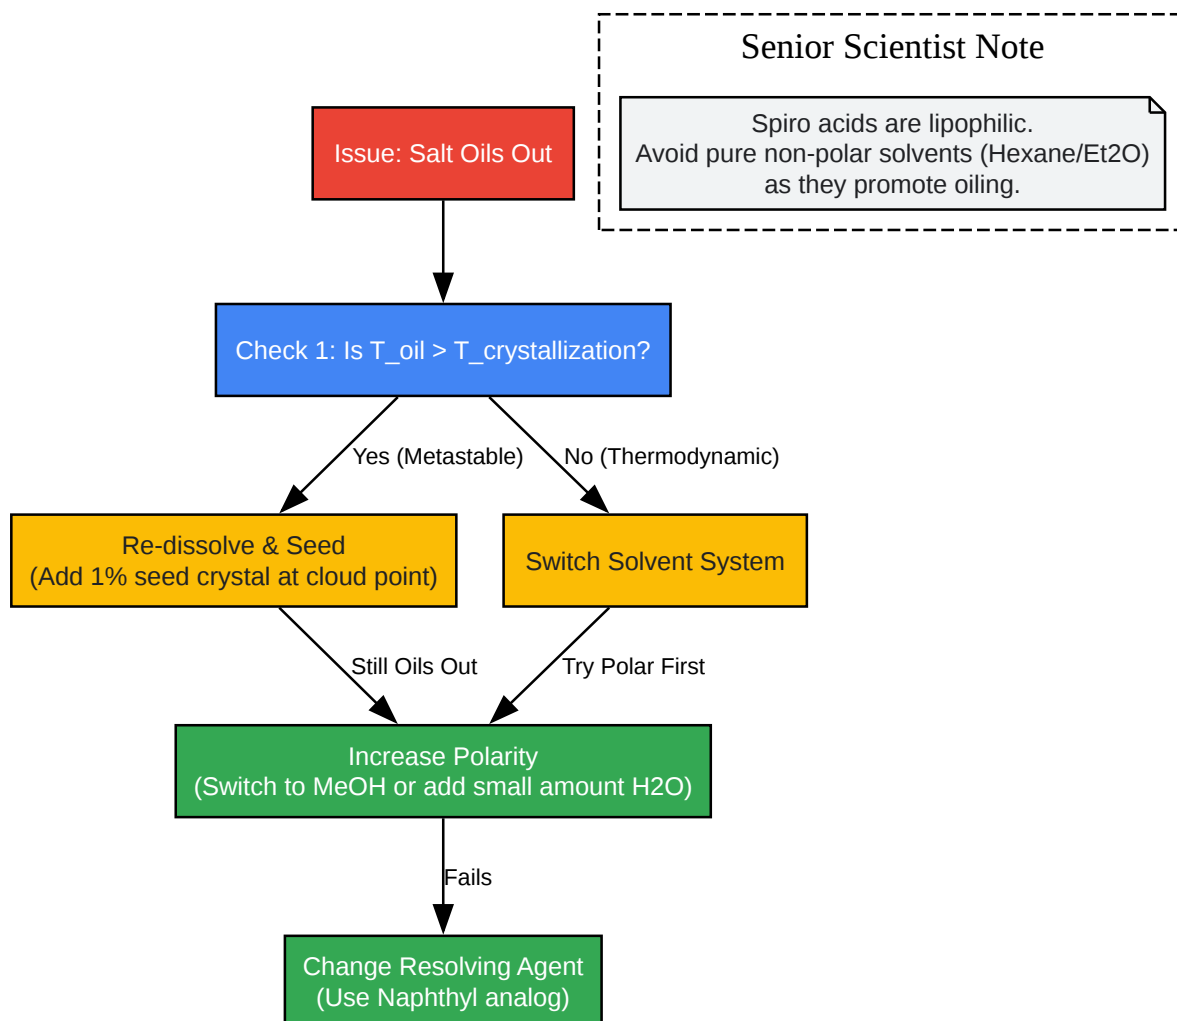 Senior Scientist Note
Spiro acids are lipophilic.
Avoid pure non-polar solvents (Hexane/Et2O)
as they promote oiling.
Issue: Salt Oils Out
Check 1: Is T_oil > T_crystallization?
Yes (Metastable)
No (Thermodynamic)
Re-dissolve & Seed
(Add 1% seed crystal at cloud point)
Switch Solvent System
Still Oils Out
Try Polar First
Increase Polarity
(Switch to MeOH or add small amount H2O)
Fails
Change Resolving Agent
(Use Naphthyl analog)